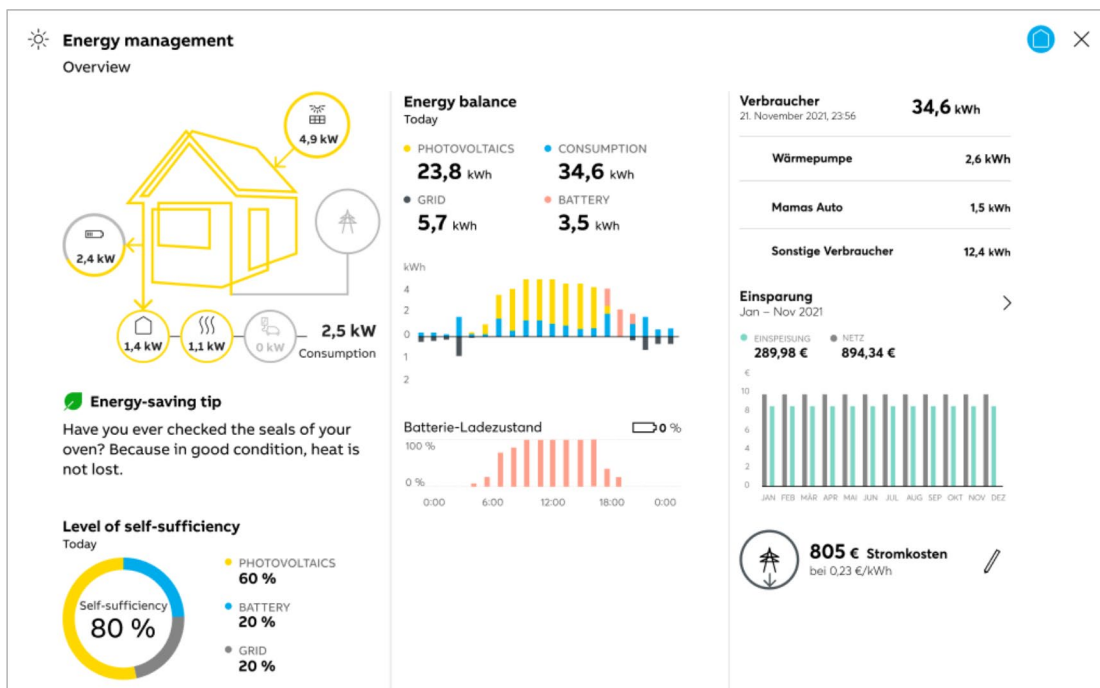 Energy management
Overview
4,9 kW
2,4 kW
1,4 kW
1,1 kW
0 kW
2,5 kW
Consumption
Energy-saving tip
Have you ever checked the seals of your
oven? Because in good condition, heat is
not lost.
Level of self-sufficiency
Today
Self-sufficiency
80 %
PHOTOVOLTAICS
60 %
BATTERY
20 %
GRID
20 %
Energy balance
Today
PHOTOVOLTAICS
23,8 kWh
CONSUMPTION
34,6 kWh
GRID
5,7 kWh
BATTERY
3,5 kWh
kWh
4
2
0
1
2
Batterie-Ladezustand
0 %
100 %
0 %
0:00 6:00 12:00 18:00 0:00
Verbraucher 34,6 kWh
21. November 2021, 23:56
Wärmepumpe 2,6 kWh
Mamas Auto 1,5 kWh
Sonstige Verbraucher 12,4 kWh
Einsparung
Jan – Nov 2021
EINSPEISUNG
289,98 €
NETZ
894,34 €
€
10
8
6
4
2
0
JAN FEB MÄR APR MAI JUN JUL AUG SEP OKT NOV DEZ
805 € Stromkosten
bei 0,23 €/kWh